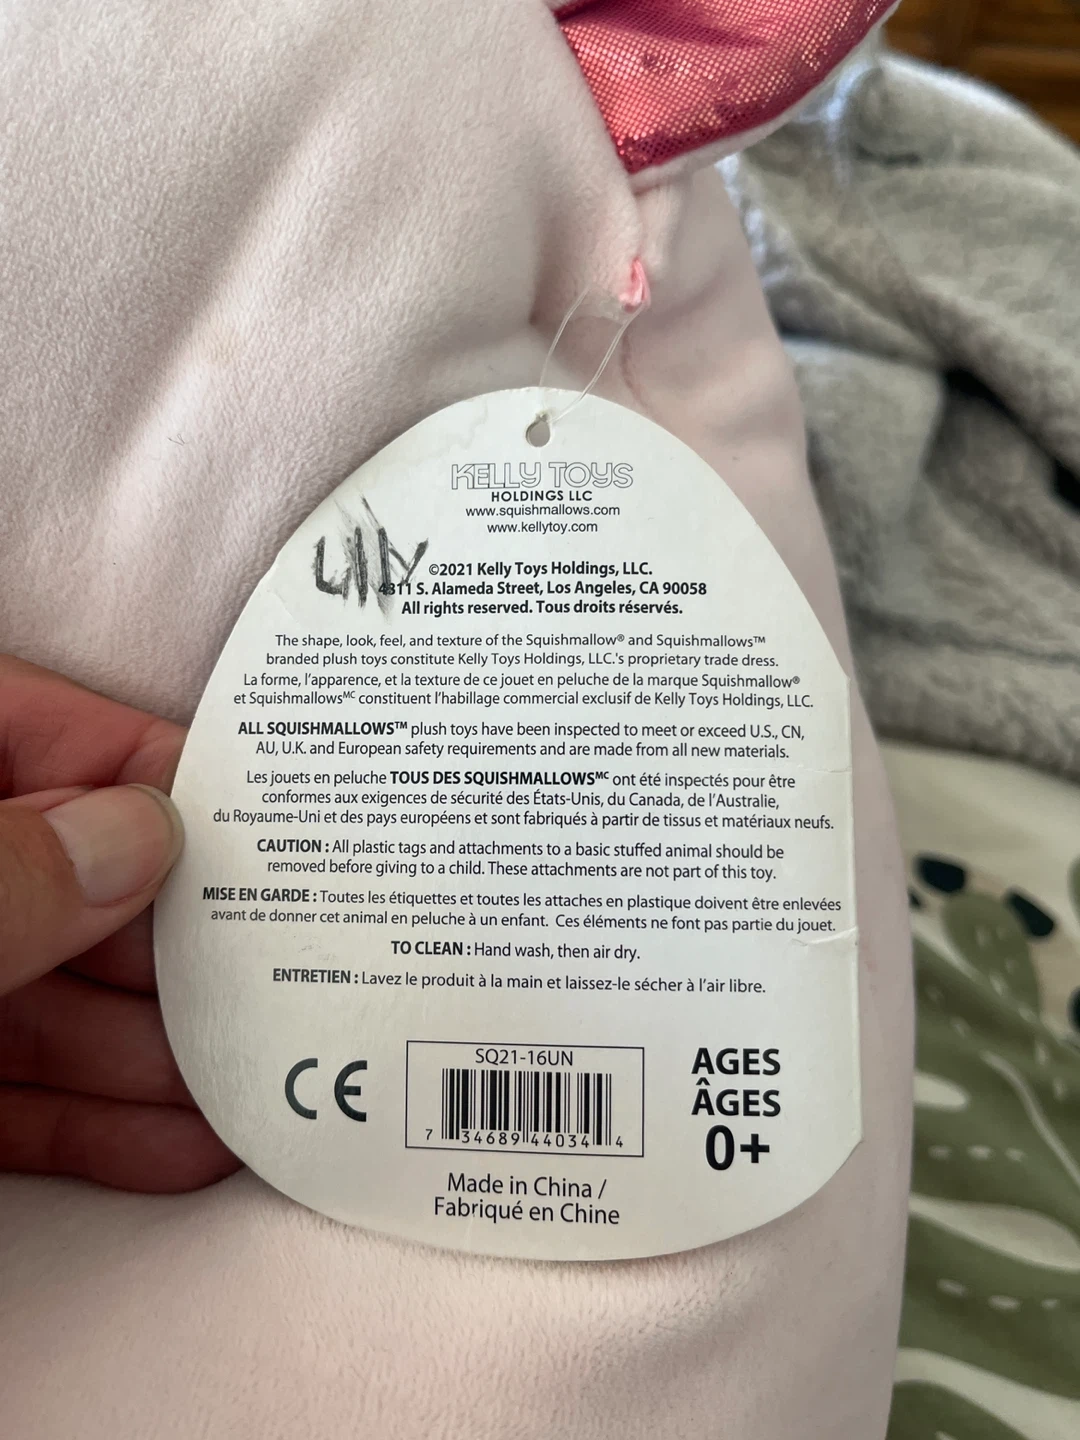 KELLY TOYS
HOLDINGS LLC
www.squishmallows.com
www.kellytoy.com
LILY
©2021 Kelly Toys Holdings, LLC.
4311 S. Alameda Street, Los Angeles, CA 90058
All rights reserved. Tous droits réservés.
The shape, look, feel, and texture of the Squishmallow® and Squishmallows™
branded plush toys constitute Kelly Toys Holdings, LLC.'s proprietary trade dress.
La forme, l'apparence, et la texture de ce jouet en peluche de la marque Squishmallow®
et Squishmallowsᴹᶜ constituent l'habillage commercial exclusif de Kelly Toys Holdings, LLC.
ALL SQUISHMALLOWS™ plush toys have been inspected to meet or exceed U.S., CN,
AU, U.K. and European safety requirements and are made from all new materials.
Les jouets en peluche TOUS DES SQUISHMALLOWSᴹᶜ ont été inspectés pour être
conformes aux exigences de sécurité des États-Unis, du Canada, de l'Australie,
du Royaume-Uni et des pays européens et sont fabriqués à partir de tissus et matériaux neufs.
CAUTION : All plastic tags and attachments to a basic stuffed animal should be
removed before giving to a child. These attachments are not part of this toy.
MISE EN GARDE : Toutes les étiquettes et toutes les attaches en plastique doivent être enlevées
avant de donner cet animal en peluche à un enfant. Ces éléments ne font pas partie du jouet.
TO CLEAN : Hand wash, then air dry.
ENTRETIEN : Lavez le produit à la main et laissez-le sécher à l'air libre.
CE
SQ21-16UN
7 34689 44034 4
AGES
ÂGES
0+
Made in China /
Fabriqué en Chine